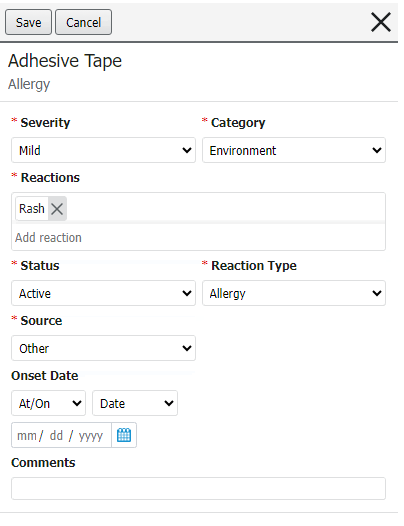 Save Cancel
Adhesive Tape
Allergy
* Severity * Category
Mild Environment
* Reactions
Rash
Add reaction
* Status * Reaction Type
Active Allergy
* Source
Other
Onset Date
At/On Date
mm / dd / yyyy
Comments